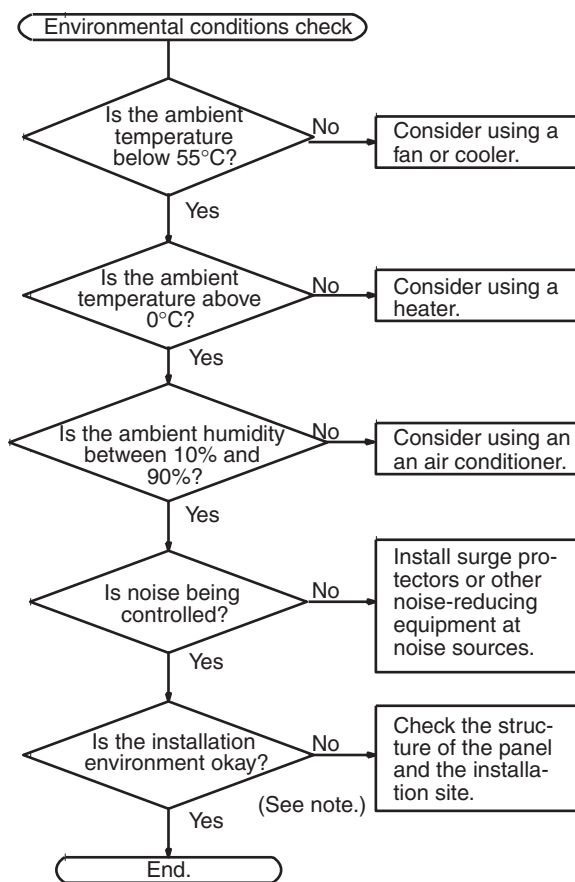 Environmental conditions check
Is the ambient
temperature
below 55°C?
No
Consider using a
fan or cooler.
Yes
Is the ambient
temperature above
0°C?
No
Consider using a
heater.
Yes
Is the ambient humidity
between 10% and
90%?
No
Consider using an
an air conditioner.
Yes
Is noise being
controlled?
No
Install surge pro-
tectors or other
noise-reducing
equipment at
noise sources.
Yes
Is the installation
environment okay?
No
(See note.)
Check the struc-
ture of the panel
and the installa-
tion site.
Yes
End.